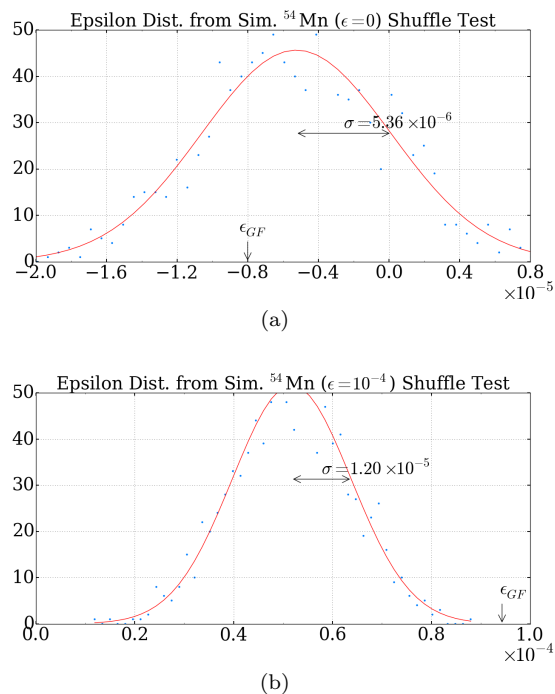 Epsilon Dist. from Sim. ⁵⁴Mn (ϵ=0) Shuffle Test
50
40
30
20
10
0
σ=5.36 ×10⁻⁶
ϵ_GF
−2.0 −1.6 −1.2 −0.8 −0.4 0.0 0.4 0.8
×10⁻⁵
(a)
Epsilon Dist. from Sim. ⁵⁴Mn (ϵ=10⁻⁴) Shuffle Test
50
40
30
20
10
0
σ=1.20 ×10⁻⁵
ϵ_GF
0.0 0.2 0.4 0.6 0.8 1.0
×10⁻⁴
(b)